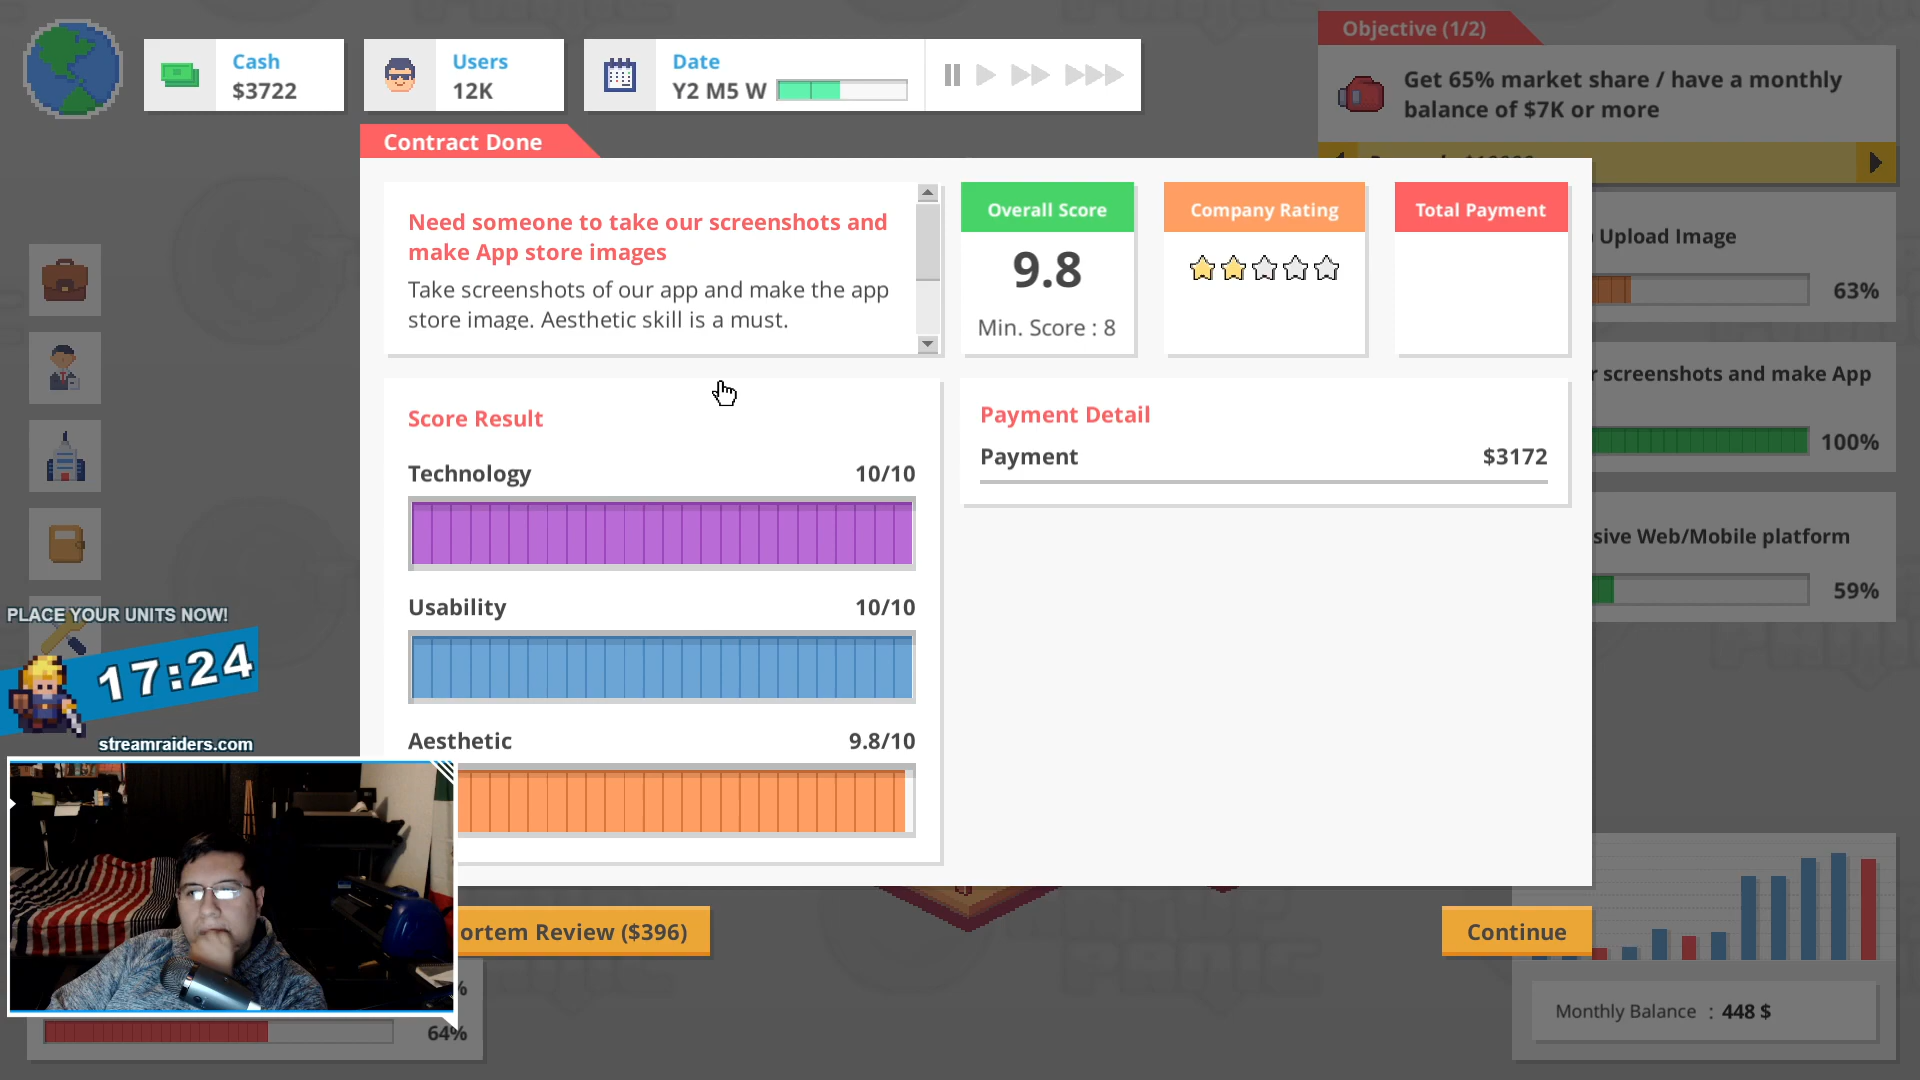 Cash
$3722
Users
12K
Date
Y2 M5 W
Objective (1/2)
Get 65% market share / have a monthly
balance of $7K or more
Contract Done
Need someone to take our screenshots and
make App store images
Take screenshots of our app and make the app
store image. Aesthetic skill is a must.
Overall Score
9.8
Min. Score : 8
Company Rating
Total Payment
Upload Image
63%
screenshots and make App
100%
sive Web/Mobile platform
59%
Score Result
Technology 10/10
Usability 10/10
Aesthetic 9.8/10
Payment Detail
Payment $3172
PLACE YOUR UNITS NOW!
17:24
streamraiders.com
ortem Review ($396)
Continue
%
64%
Monthly Balance : 448 $